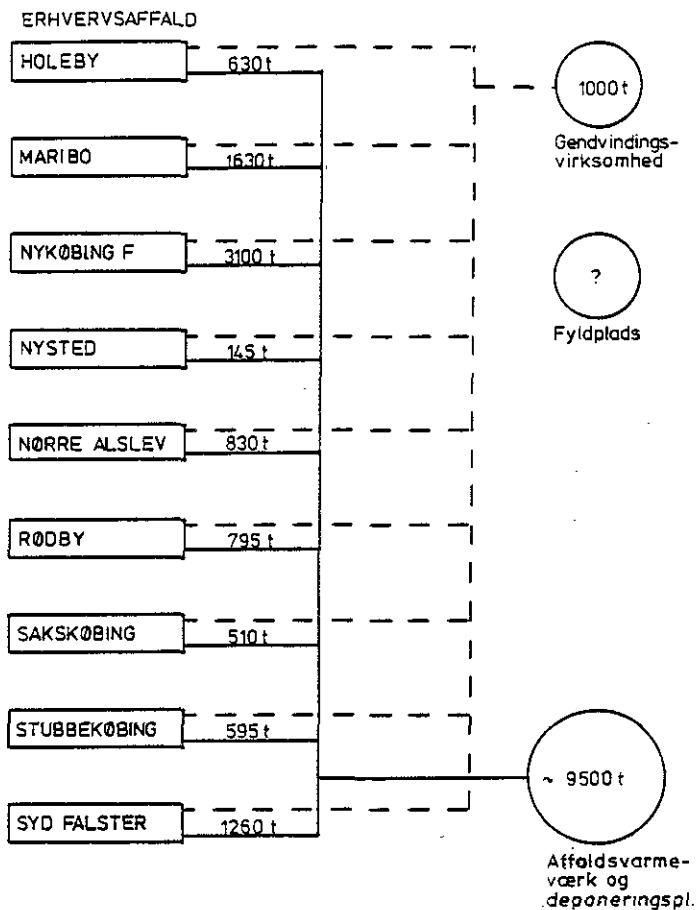 ERHVERVSAFFALD
HOLEBY
630 t
1000 t
Gendvindings-
virksomhed
MARIBO
1630 t
NYKØBING F
3100 t
?
Fyldplads
NYSTED
145 t
NØRRE ALSLEV
830 t
RØDBY
795 t
SAKSKØBING
510 t
STUBBEKØBING
595 t
~ 9500 t
SYD FALSTER
1260 t
Affaldsvarme-
værk og
deponeringspl.